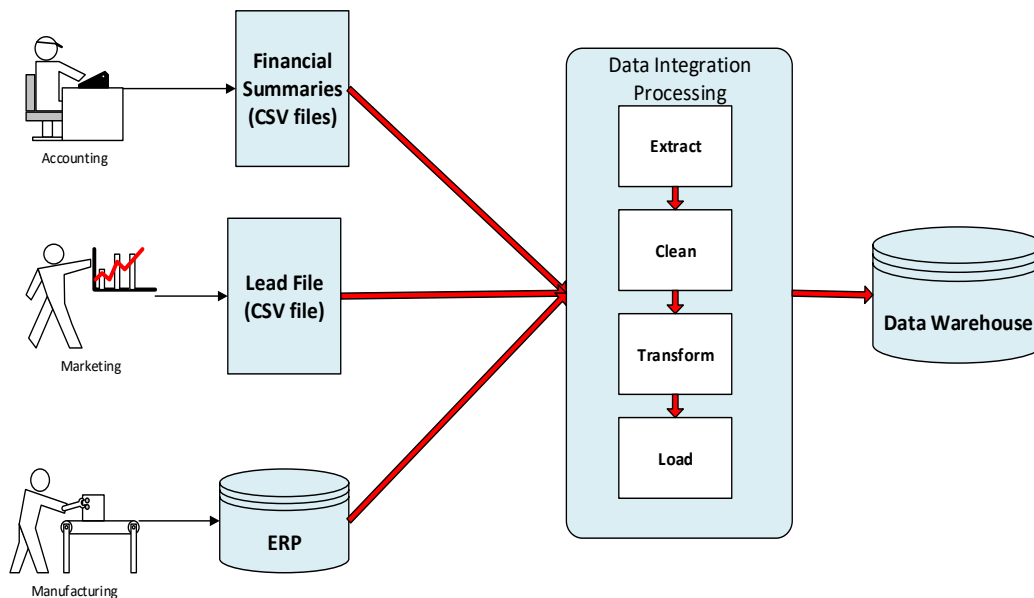 Financial
Summaries
(CSV files)
Accounting
Lead File
(CSV file)
Marketing
ERP
Manufacturing
Data Integration
Processing
Extract
Clean
Transform
Load
Data Warehouse